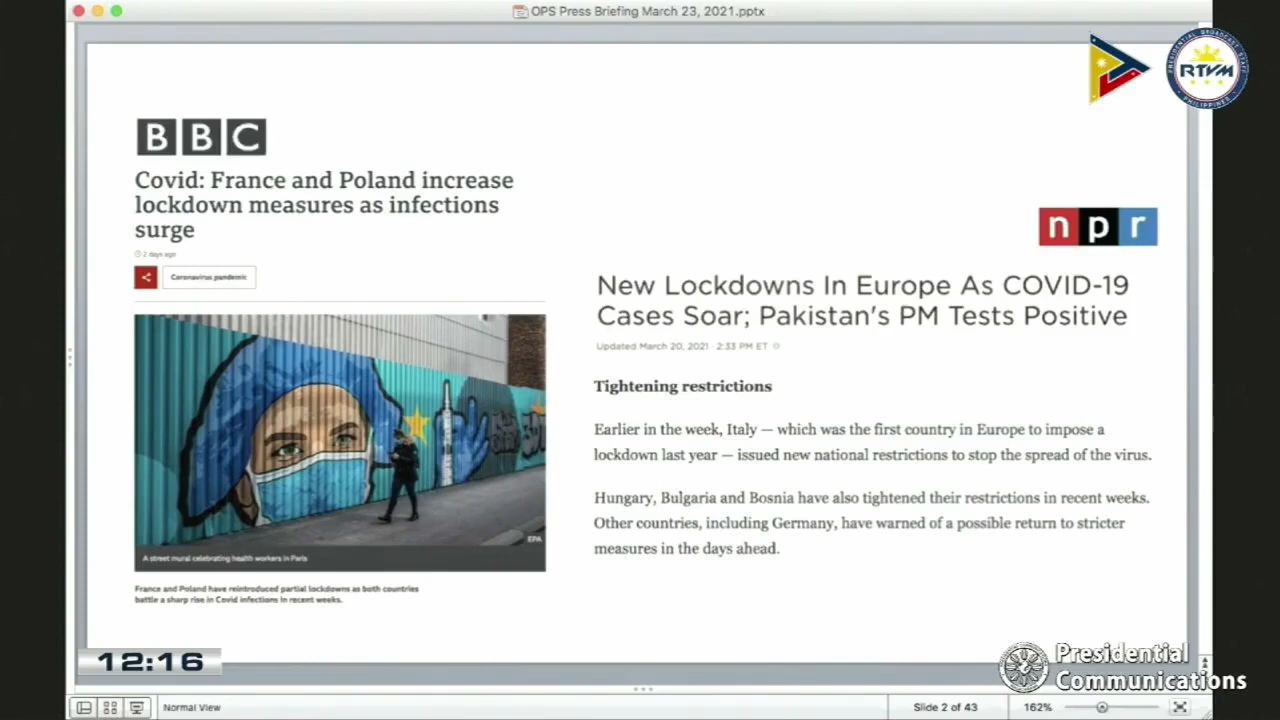 OPS Press Briefing March 23, 2021.pptx
RTVM
PHILIPPINES
BBC
Covid: France and Poland increase
lockdown measures as infections
surge
2 days ago
Coronavirus pandemic
EPA
A street mural celebrating health workers in Paris
France and Poland have reintroduced partial lockdowns as both countries
battle a sharp rise in Covid infections in recent weeks.
npr
New Lockdowns In Europe As COVID-19
Cases Soar; Pakistan's PM Tests Positive
Updated March 20, 2021 · 2:33 PM ET
Tightening restrictions
Earlier in the week, Italy — which was the first country in Europe to impose a
lockdown last year — issued new national restrictions to stop the spread of the virus.
Hungary, Bulgaria and Bosnia have also tightened their restrictions in recent weeks.
Other countries, including Germany, have warned of a possible return to stricter
measures in the days ahead.
12:16
Presidential
Communications
Normal View
Slide 2 of 43
162%